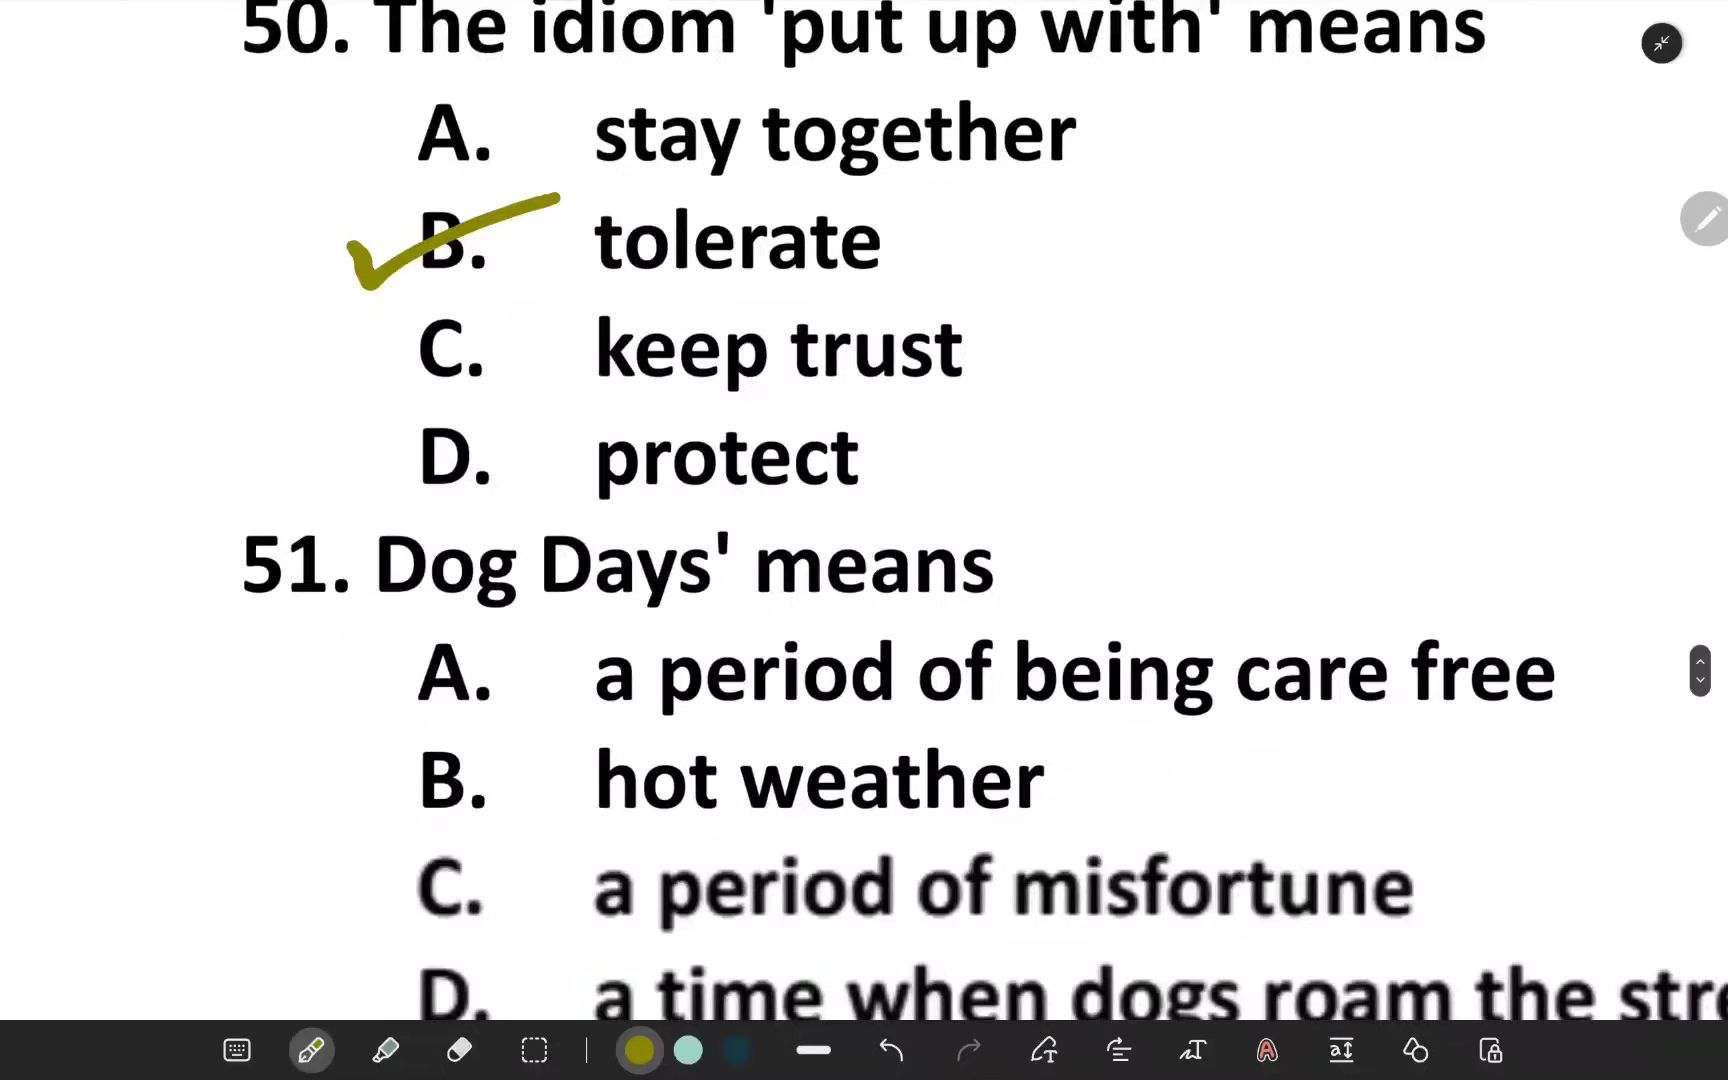 50. The idiom 'put up with' means
A. stay together
B. tolerate
C. keep trust
D. protect
51. Dog Days' means
A. a period of being care free
B. hot weather
C. a period of misfortune
D. a time when dogs roam the